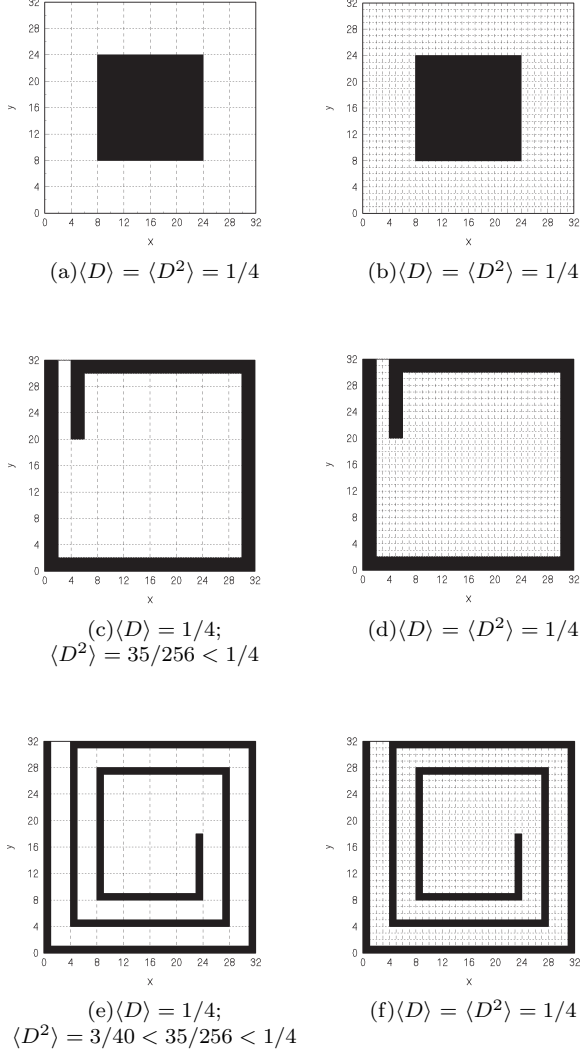 32
28
24
20
16
12
8
4
0
y
0 4 8 12 16 20 24 28 32
x
(a)⟨D⟩ = ⟨D²⟩ = 1/4
32
28
24
20
16
12
8
4
0
y
0 4 8 12 16 20 24 28 32
x
(b)⟨D⟩ = ⟨D²⟩ = 1/4
32
28
24
20
16
12
8
4
0
y
0 4 8 12 16 20 24 28 32
x
(c)⟨D⟩ = 1/4;
⟨D²⟩ = 35/256 < 1/4
32
28
24
20
16
12
8
4
0
y
0 4 8 12 16 20 24 28 32
x
(d)⟨D⟩ = ⟨D²⟩ = 1/4
32
28
24
20
16
12
8
4
0
y
0 4 8 12 16 20 24 28 32
x
(e)⟨D⟩ = 1/4;
⟨D²⟩ = 3/40 < 35/256 < 1/4
32
28
24
20
16
12
8
4
0
y
0 4 8 12 16 20 24 28 32
x
(f)⟨D⟩ = ⟨D²⟩ = 1/4